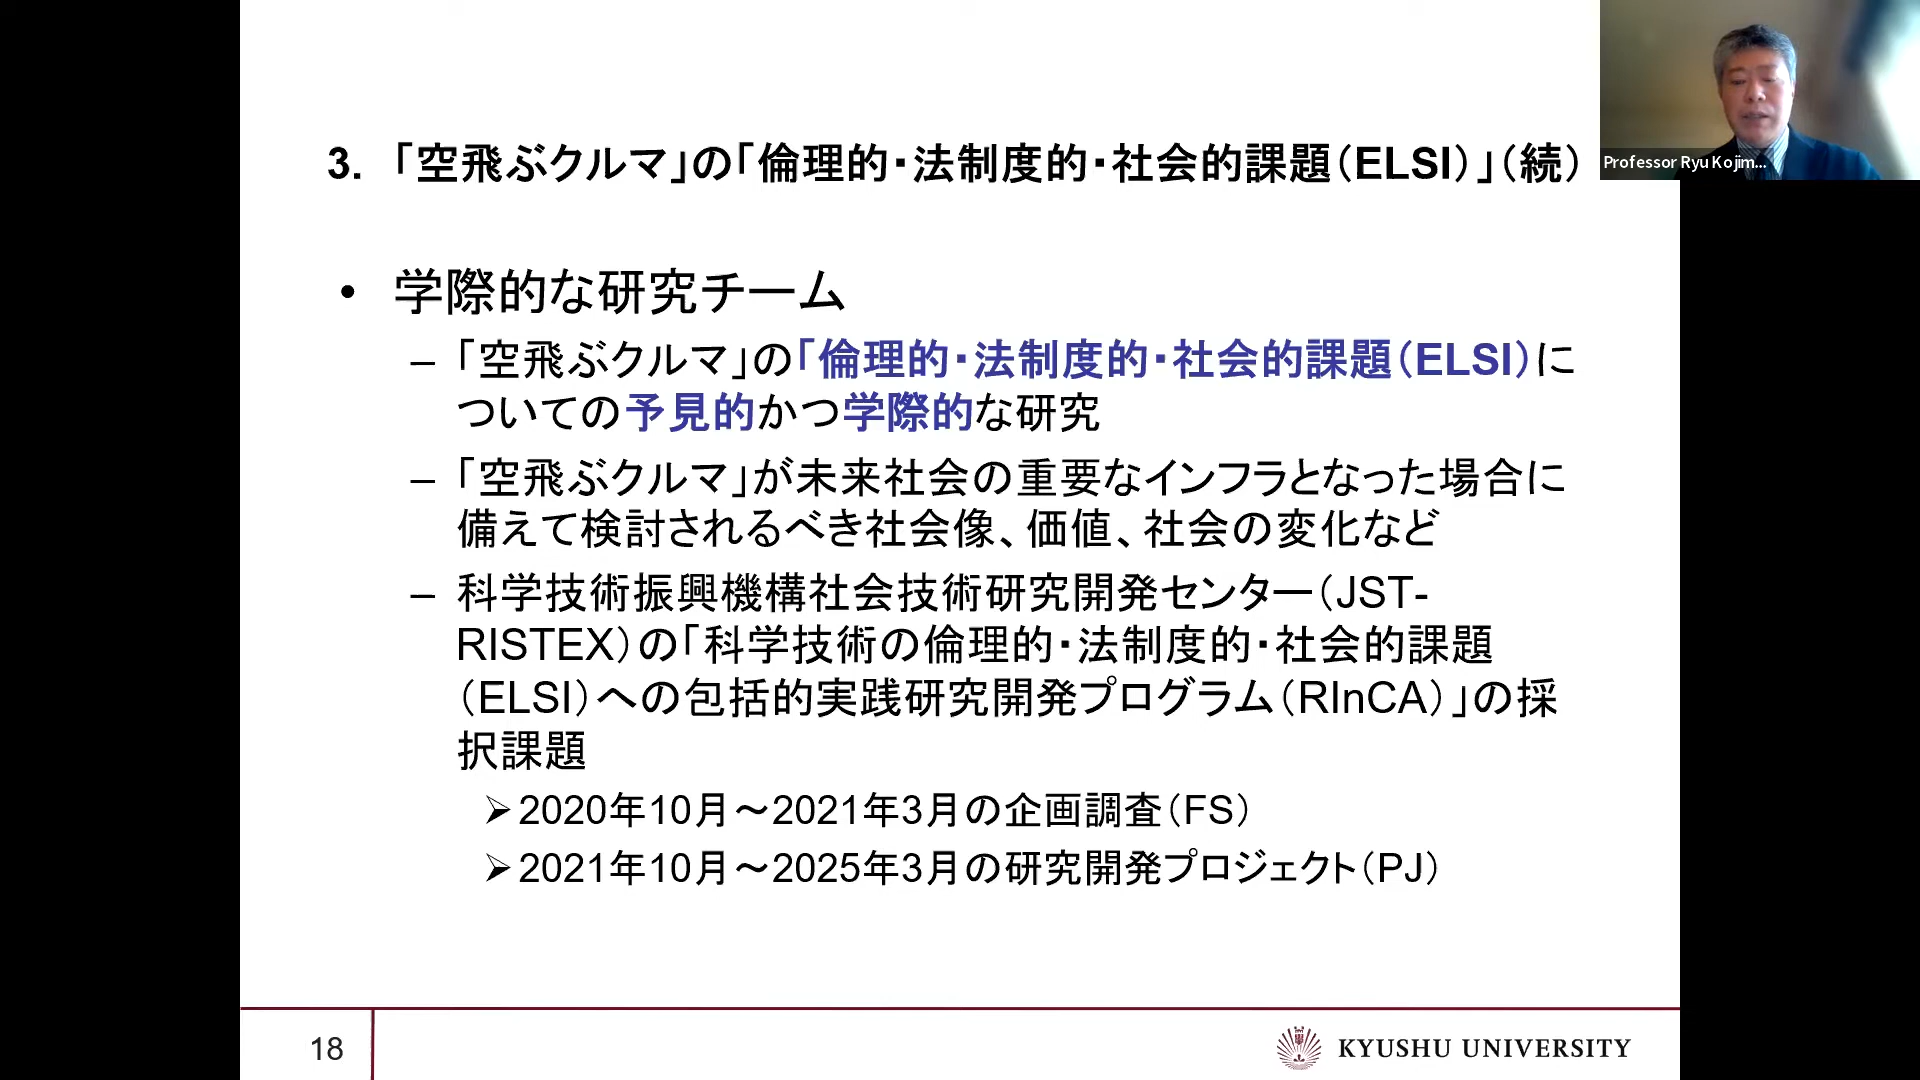 3. 「空飛ぶクルマ」の「倫理的・法制度的・社会的課題（ELSI）」（続）
Professor Ryu Kojim...
• 学際的な研究チーム
– 「空飛ぶクルマ」の「倫理的・法制度的・社会的課題（ELSI）に
ついての予見的かつ学際的な研究
– 「空飛ぶクルマ」が未来社会の重要なインフラとなった場合に
備えて検討されるべき社会像、価値、社会の変化など
– 科学技術振興機構社会技術研究開発センター（JST-
RISTEX）の「科学技術の倫理的・法制度的・社会的課題
（ELSI）への包括的実践研究開発プログラム（RInCA）」の採
択課題
➢2020年10月～2021年3月の企画調査（FS）
➢2021年10月～2025年3月の研究開発プロジェクト（PJ）
18
KYUSHU UNIVERSITY